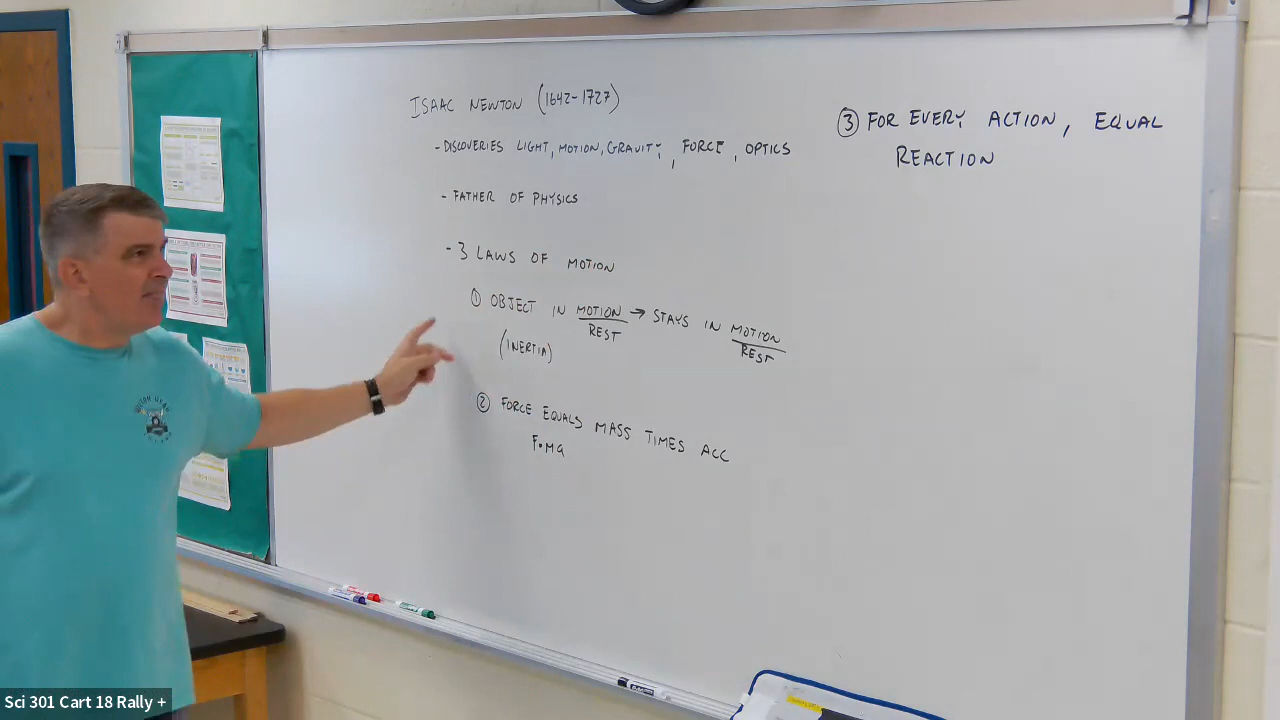 ISAAC NEWTON (1642-1727)
- DISCOVERIES LIGHT, MOTION, GRAVITY, , FORCE , OPTICS
- FATHER OF PHYSICS
- 3 LAWS OF MOTION
① OBJECT IN MOTION → STAYS IN MOTION
REST REST
(INERTIA)
② FORCE EQUALS MASS TIMES ACC
F=MA
③ FOR EVERY ACTION, EQUAL
REACTION
Sci 301 Cart 18 Rally +